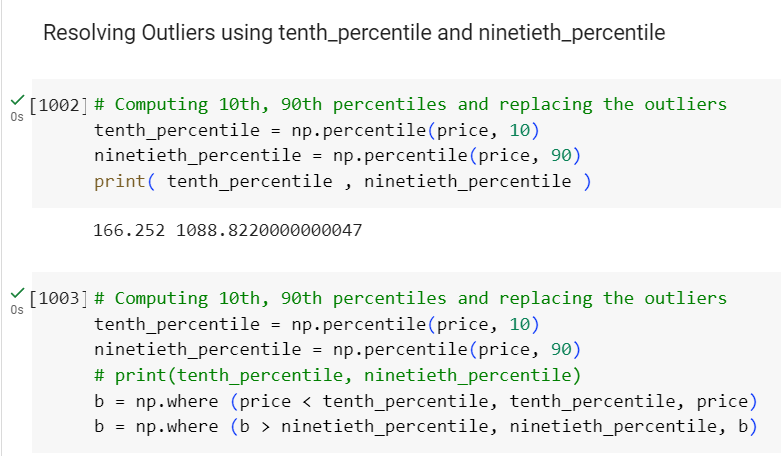 Resolving Outliers using tenth_percentile and ninetieth_percentile
0s [1002] # Computing 10th, 90th percentiles and replacing the outliers
tenth_percentile = np.percentile(price, 10)
ninetieth_percentile = np.percentile(price, 90)
print( tenth_percentile , ninetieth_percentile )
166.252 1088.8220000000047
0s [1003] # Computing 10th, 90th percentiles and replacing the outliers
tenth_percentile = np.percentile(price, 10)
ninetieth_percentile = np.percentile(price, 90)
# print(tenth_percentile, ninetieth_percentile)
b = np.where (price < tenth_percentile, tenth_percentile, price)
b = np.where (b > ninetieth_percentile, ninetieth_percentile, b)